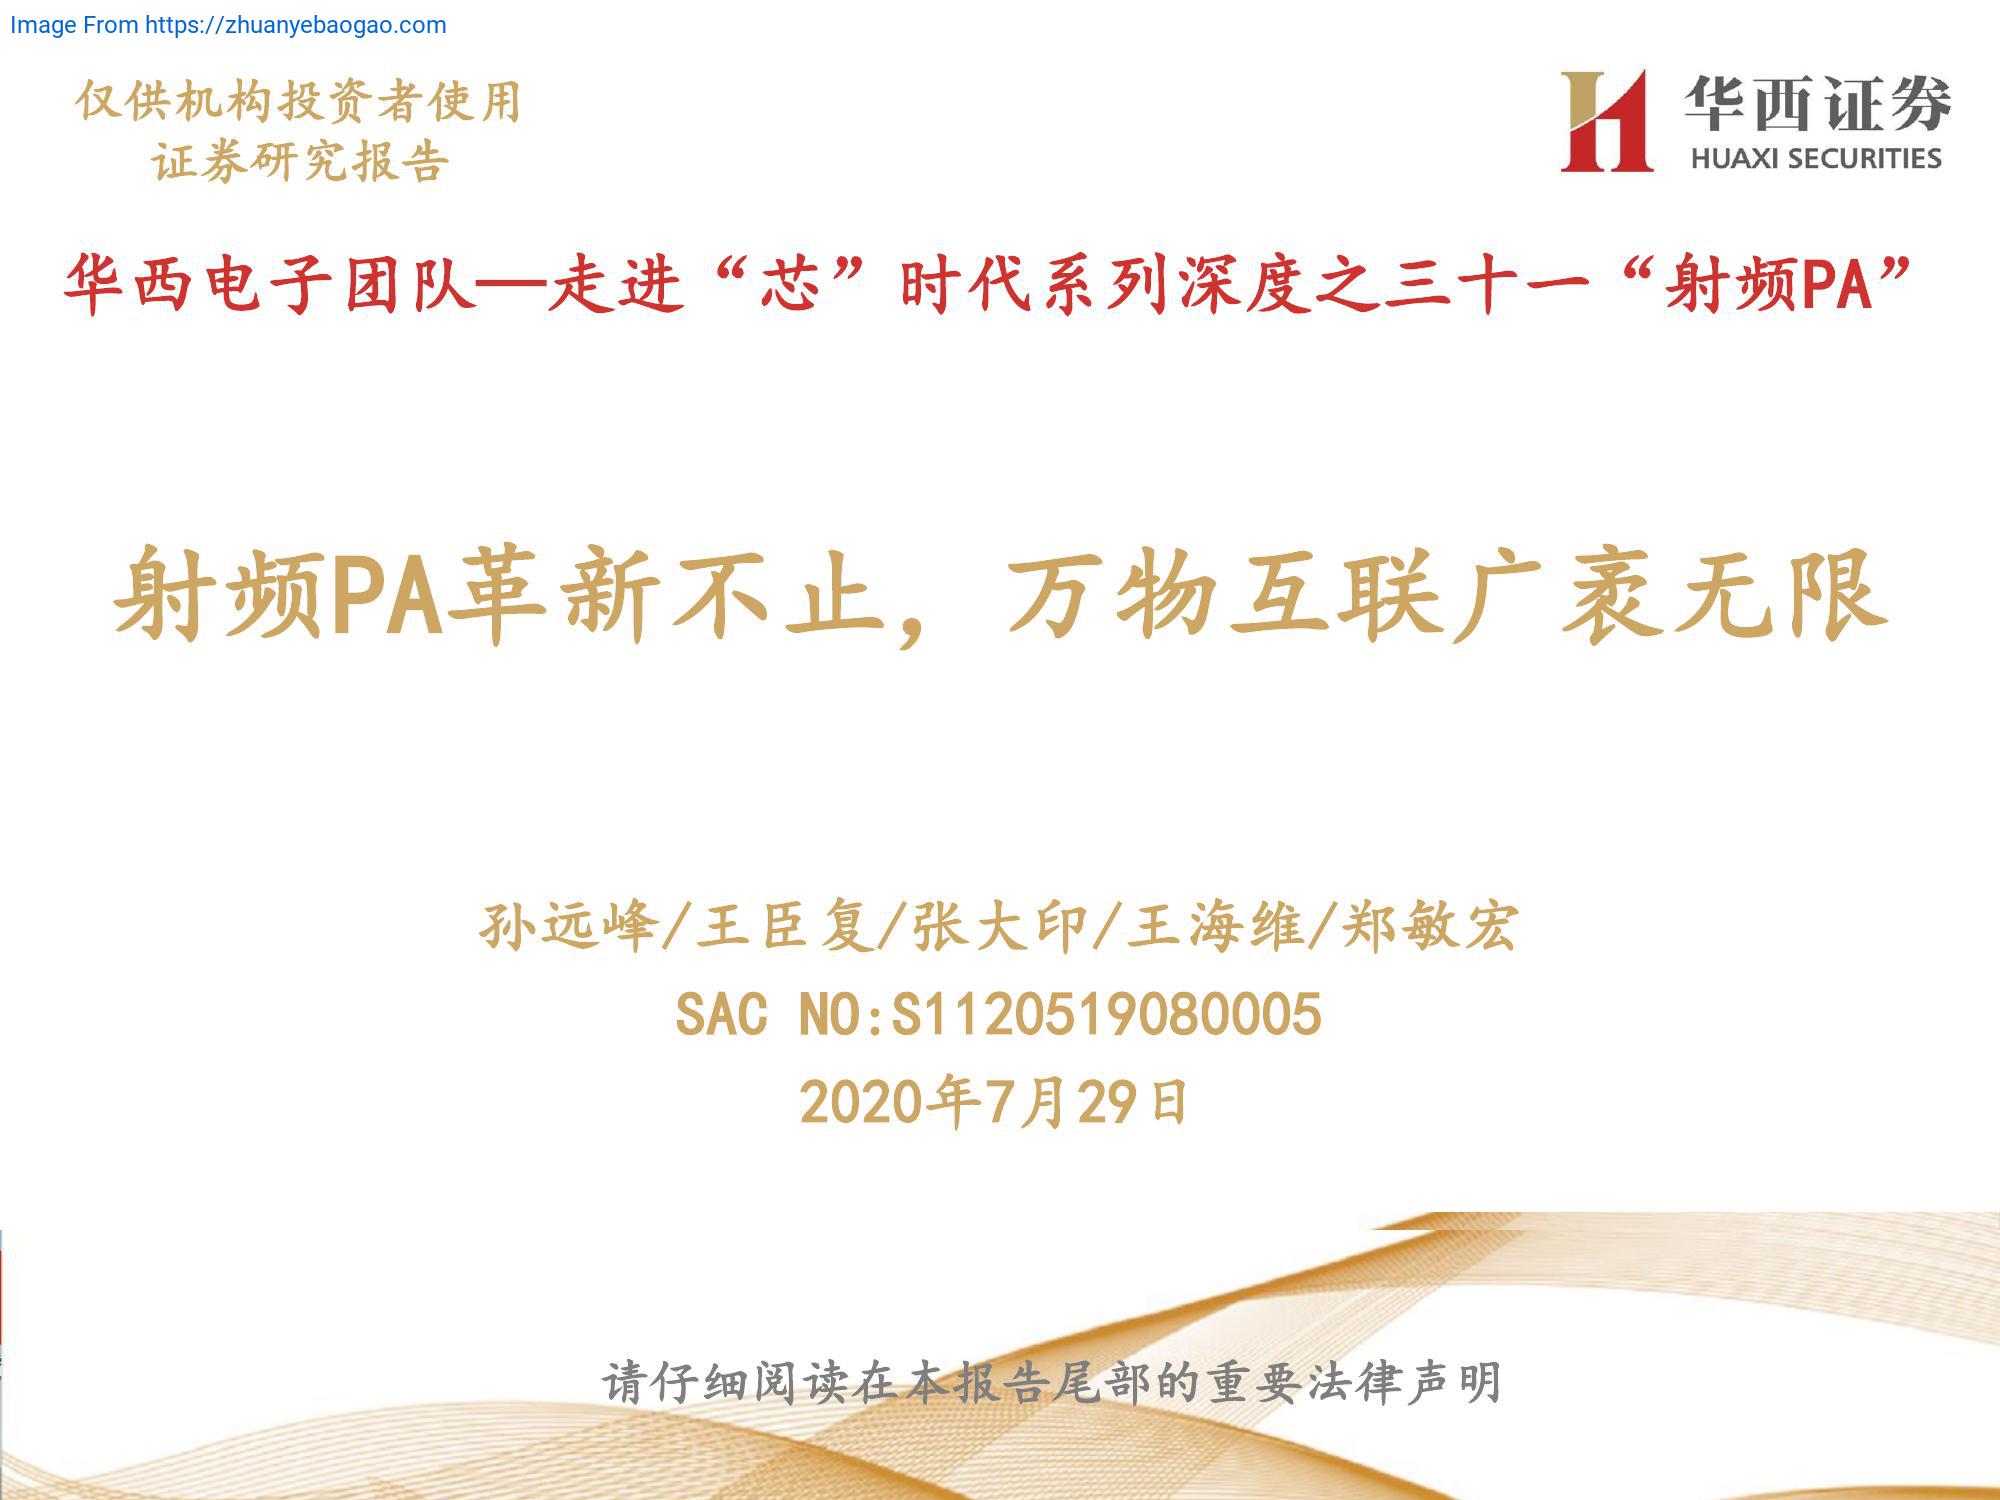 Image From https://zhuanyebaogao.com
仅供机构投资者使用
证券研究报告
华西证券
HUAXI SECURITIES
华西电子团队—走进“芯”时代系列深度之三十一“射频PA”
射频PA革新不止，万物互联广袤无限
孙远峰/王臣复/张大印/王海维/郑敏宏
SAC NO:S1120519080005
2020年7月29日
请仔细阅读在本报告尾部的重要法律声明